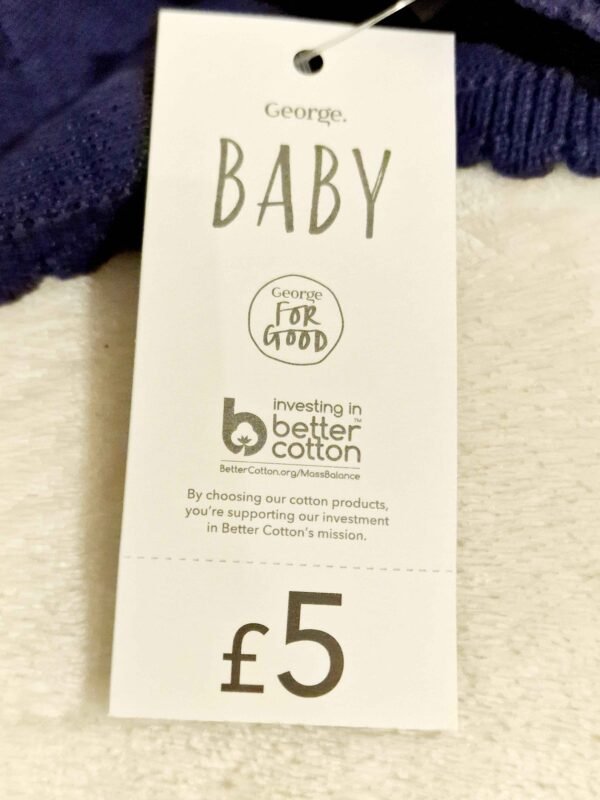 George.
BABY
George
FOR
GOOD
investing in
better™
cotton
BetterCotton.org/MassBalance
By choosing our cotton products,
you're supporting our investment
in Better Cotton's mission.
£5